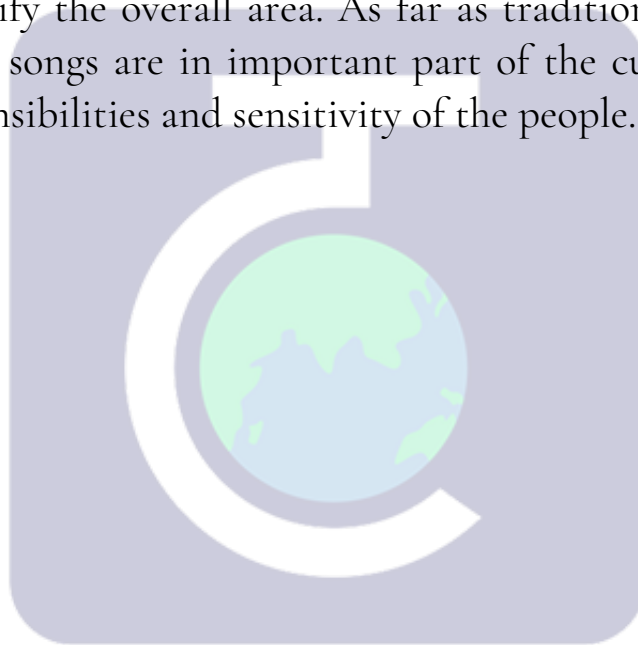 ify the overall area. As far as tradition
songs are in important part of the cu
nsibilities and sensitivity of the people.